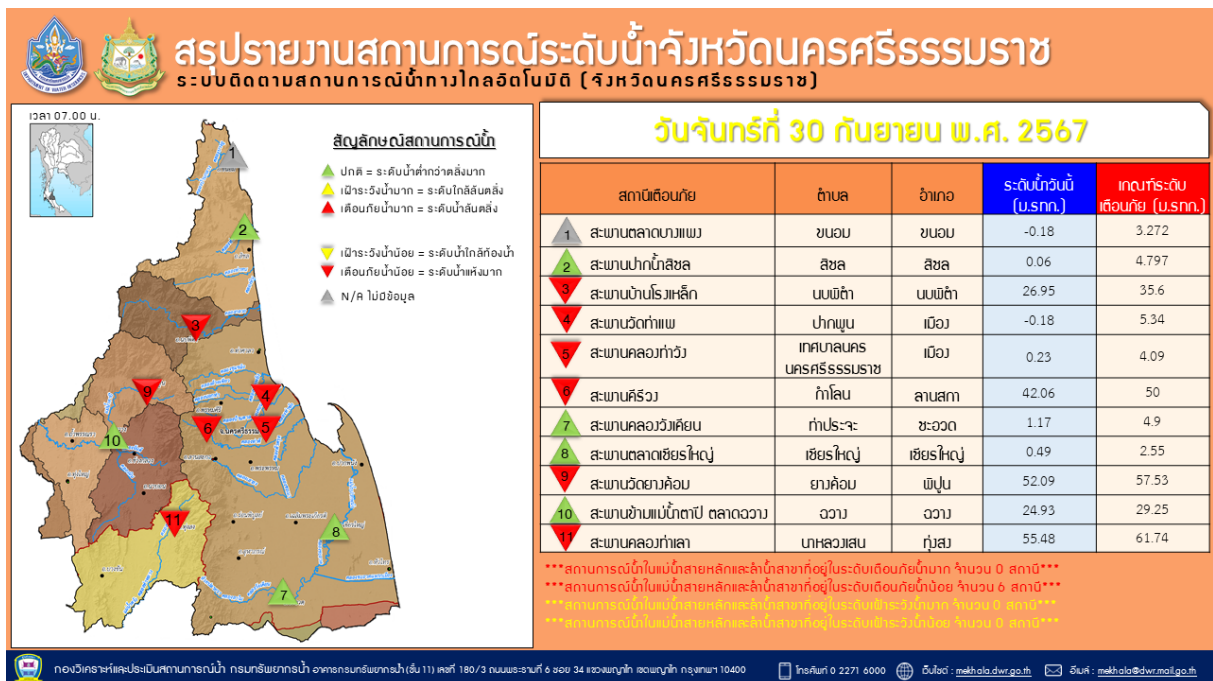 สรุปรายงานสถานการณ์ระดับน้ำจังหวัดนครศรีธรรมราช
ระบบติดตามสถานการณ์น้ำทางไกลอัตโนมัติ (จังหวัดนครศรีธรรมราช)
เวลา 07.00 น.
สัญลักษณ์สถานการณ์น้ำ
ปกติ = ระดับน้ำต่ำกว่าตลิ่งมาก
เฝ้าระวังน้ำมาก = ระดับใกล้ล้นตลิ่ง
เตือนภัยน้ำมาก = ระดับน้ำล้นตลิ่ง
เฝ้าระวังน้ำน้อย = ระดับน้ำใกล้ท้องน้ำ
เตือนภัยน้ำน้อย = ระดับน้ำแห้งมาก
N/A ไม่มีข้อมูล
1
2
3
9
4
6
5
10
11
8
7
วันจันทร์ที่ 30 กันยายน พ.ศ. 2567
สถานีเตือนภัย ตำบล อำเภอ ระดับน้ำวันนี้ (ม.รทก.) เกณฑ์ระดับเตือนภัย (ม.รทก.)
1 สะพานตลาดบางแพง ขนอม ขนอม -0.18 3.272
2 สะพานปากน้ำสิชล สิชล สิชล 0.06 4.797
3 สะพานบ้านโรงเหล็ก นบพิตำ นบพิตำ 26.95 35.6
4 สะพานวัดท่าแพ ปากพูน เมือง -0.18 5.34
5 สะพานคลองท่าวัง เทศบาลนครนครศรีธรรมราช เมือง 0.23 4.09
6 สะพานคีรีวง กำโลน ลานสกา 42.06 50
7 สะพานคลองวังเคียน ท่าประจะ ชะอวด 1.17 4.9
8 สะพานตลาดเชียรใหญ่ เชียรใหญ่ เชียรใหญ่ 0.49 2.55
9 สะพานวัดยางค้อม ยางค้อม พิปูน 52.09 57.53
10 สะพานข้ามแม่น้ำตาปี ตลาดฉวาง ฉวาง ฉวาง 24.93 29.25
11 สะพานคลองท่าเลา นาหลวงเสน ทุ่งสง 55.48 61.74
***สถานการณ์น้ำในแม่น้ำสายหลักและลำน้ำสาขาที่อยู่ในระดับเตือนภัยน้ำมาก จำนวน 0 สถานี***
***สถานการณ์น้ำในแม่น้ำสายหลักและลำน้ำสาขาที่อยู่ในระดับเตือนภัยน้ำน้อย จำนวน 6 สถานี***
***สถานการณ์น้ำในแม่น้ำสายหลักและลำน้ำสาขาที่อยู่ในระดับเฝ้าระวังน้ำมาก จำนวน 0 สถานี***
***สถานการณ์น้ำในแม่น้ำสายหลักและลำน้ำสาขาที่อยู่ในระดับเฝ้าระวังน้ำน้อย จำนวน 0 สถานี***
กองวิเคราะห์และประเมินสถานการณ์น้ำ กรมทรัพยากรน้ำ อาคารกรมทรัพยากรน้ำ(ชั้น 11) เลขที่ 180/3 ถนนพระรามที่ 6 ซอย 34 แขวงพญาไท เขตพญาไท กรุงเทพฯ 10400 โทรศัพท์ 0 2271 6000 เว็บไซต์ : mekhala.dwr.go.th อีเมล์ : mekhala@dwr.mail.go.th